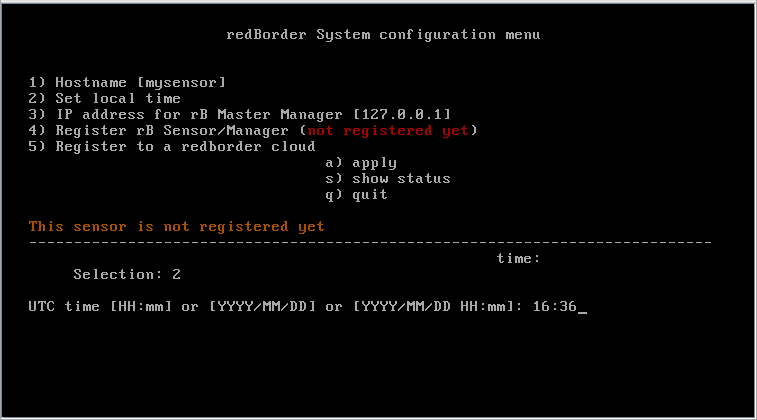 redBorder System configuration menu
1) Hostname [mysensor]
2) Set local time
3) IP address for rB Master Manager [127.0.0.1]
4) Register rB Sensor/Manager (not registered yet)
5) Register to a redborder cloud
a) apply
s) show status
q) quit
This sensor is not registered yet
----------------------------------------------------------------------------
time:
Selection: 2
UTC time [HH:mm] or [YYYY/MM/DD] or [YYYY/MM/DD HH:mm]: 16:36_